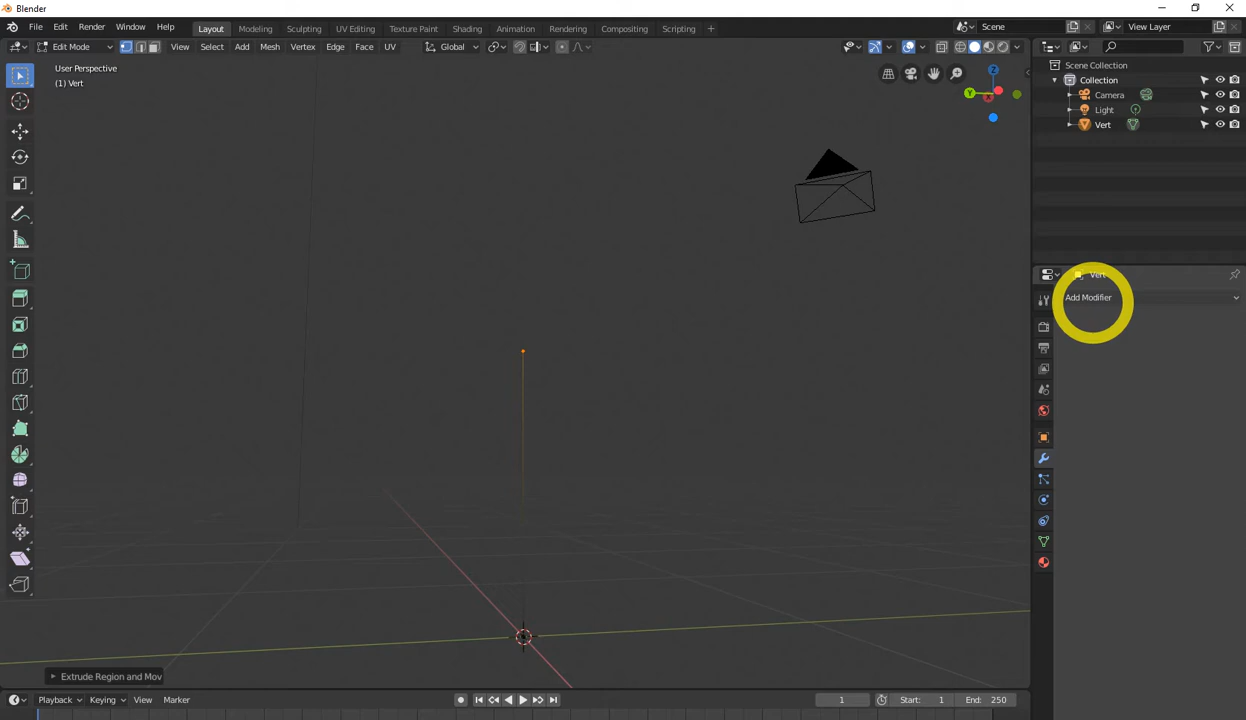 Blender
File Edit Render Window Help
Layout Modeling Sculpting UV Editing Texture Paint Shading Animation Rendering Compositing Scripting
Scene
View Layer
Edit Mode View Select Add Mesh Vertex Edge Face UV
Global
User Perspective
(1) Vert
Z
Y
Scene Collection
Collection
Camera
Light
Vert
Vert
Add Modifier
Extrude Region and Mov
Playback Keying View Marker
1
Start: 1
End: 250